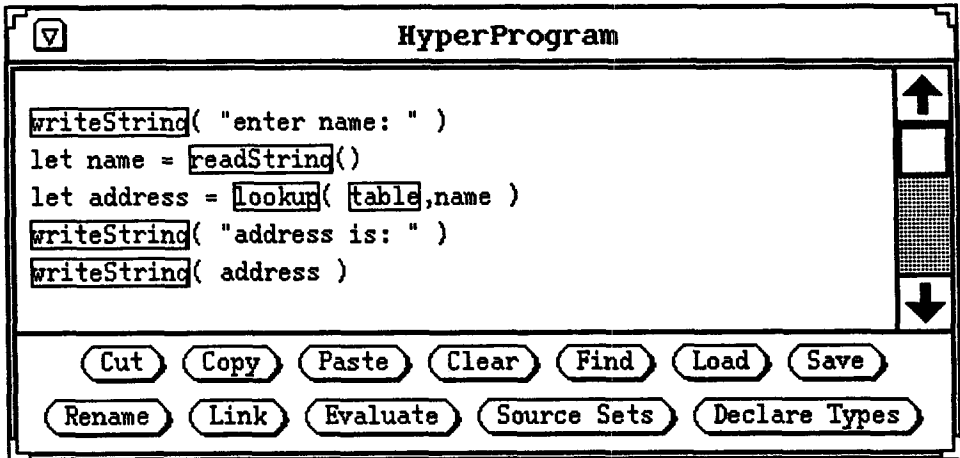 HyperProgram
writeString( "enter name: " )
let name = readString()
let address = lookup( table,name )
writeString( "address is: " )
writeString( address )
Cut Copy Paste Clear Find Load Save
Rename Link Evaluate Source Sets Declare Types